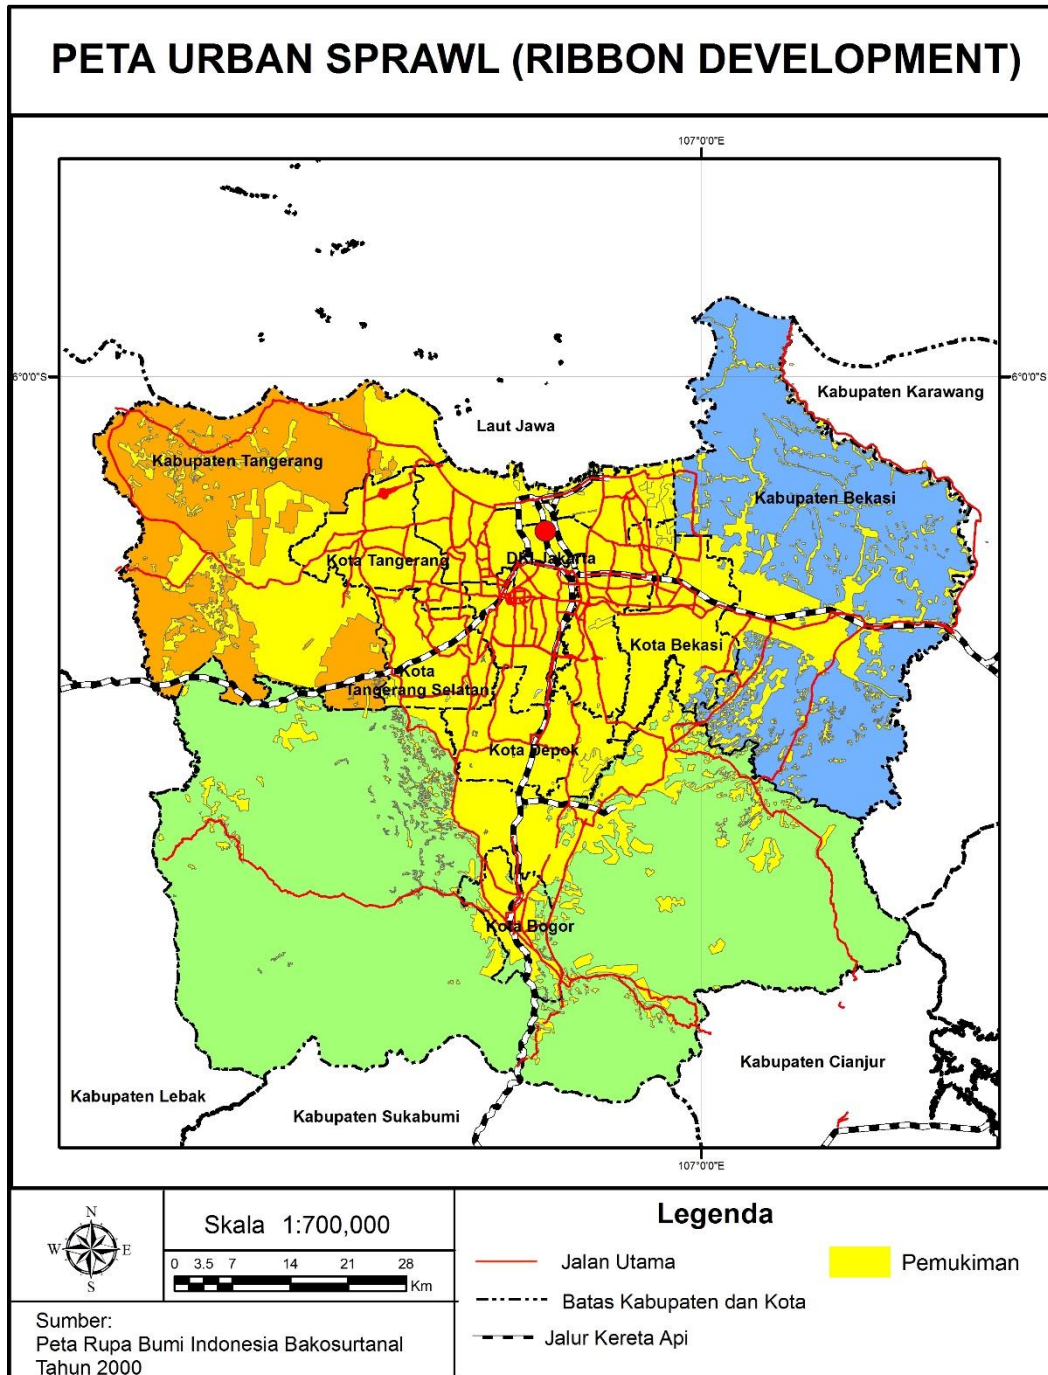 PETA URBAN SPRAWL (RIBBON DEVELOPMENT)
107°0'0"E
6°0'0"S
6°0'0"S
Kabupaten Karawang
Laut Jawa
Kabupaten Tangerang
Kabupaten Bekasi
DKI Jakarta
Kota Tangerang
Kota Bekasi
Kota
Tangerang Selatan
Kota Depok
Kota Bogor
Kabupaten Cianjur
Kabupaten Lebak
Kabupaten Sukabumi
107°0'0"E
N
W E
S
Skala 1:700,000
0 3.5 7 14 21 28
Km
Sumber:
Peta Rupa Bumi Indonesia Bakosurtanal
Tahun 2000
Legenda
Jalan Utama
Pemukiman
Batas Kabupaten dan Kota
Jalur Kereta Api